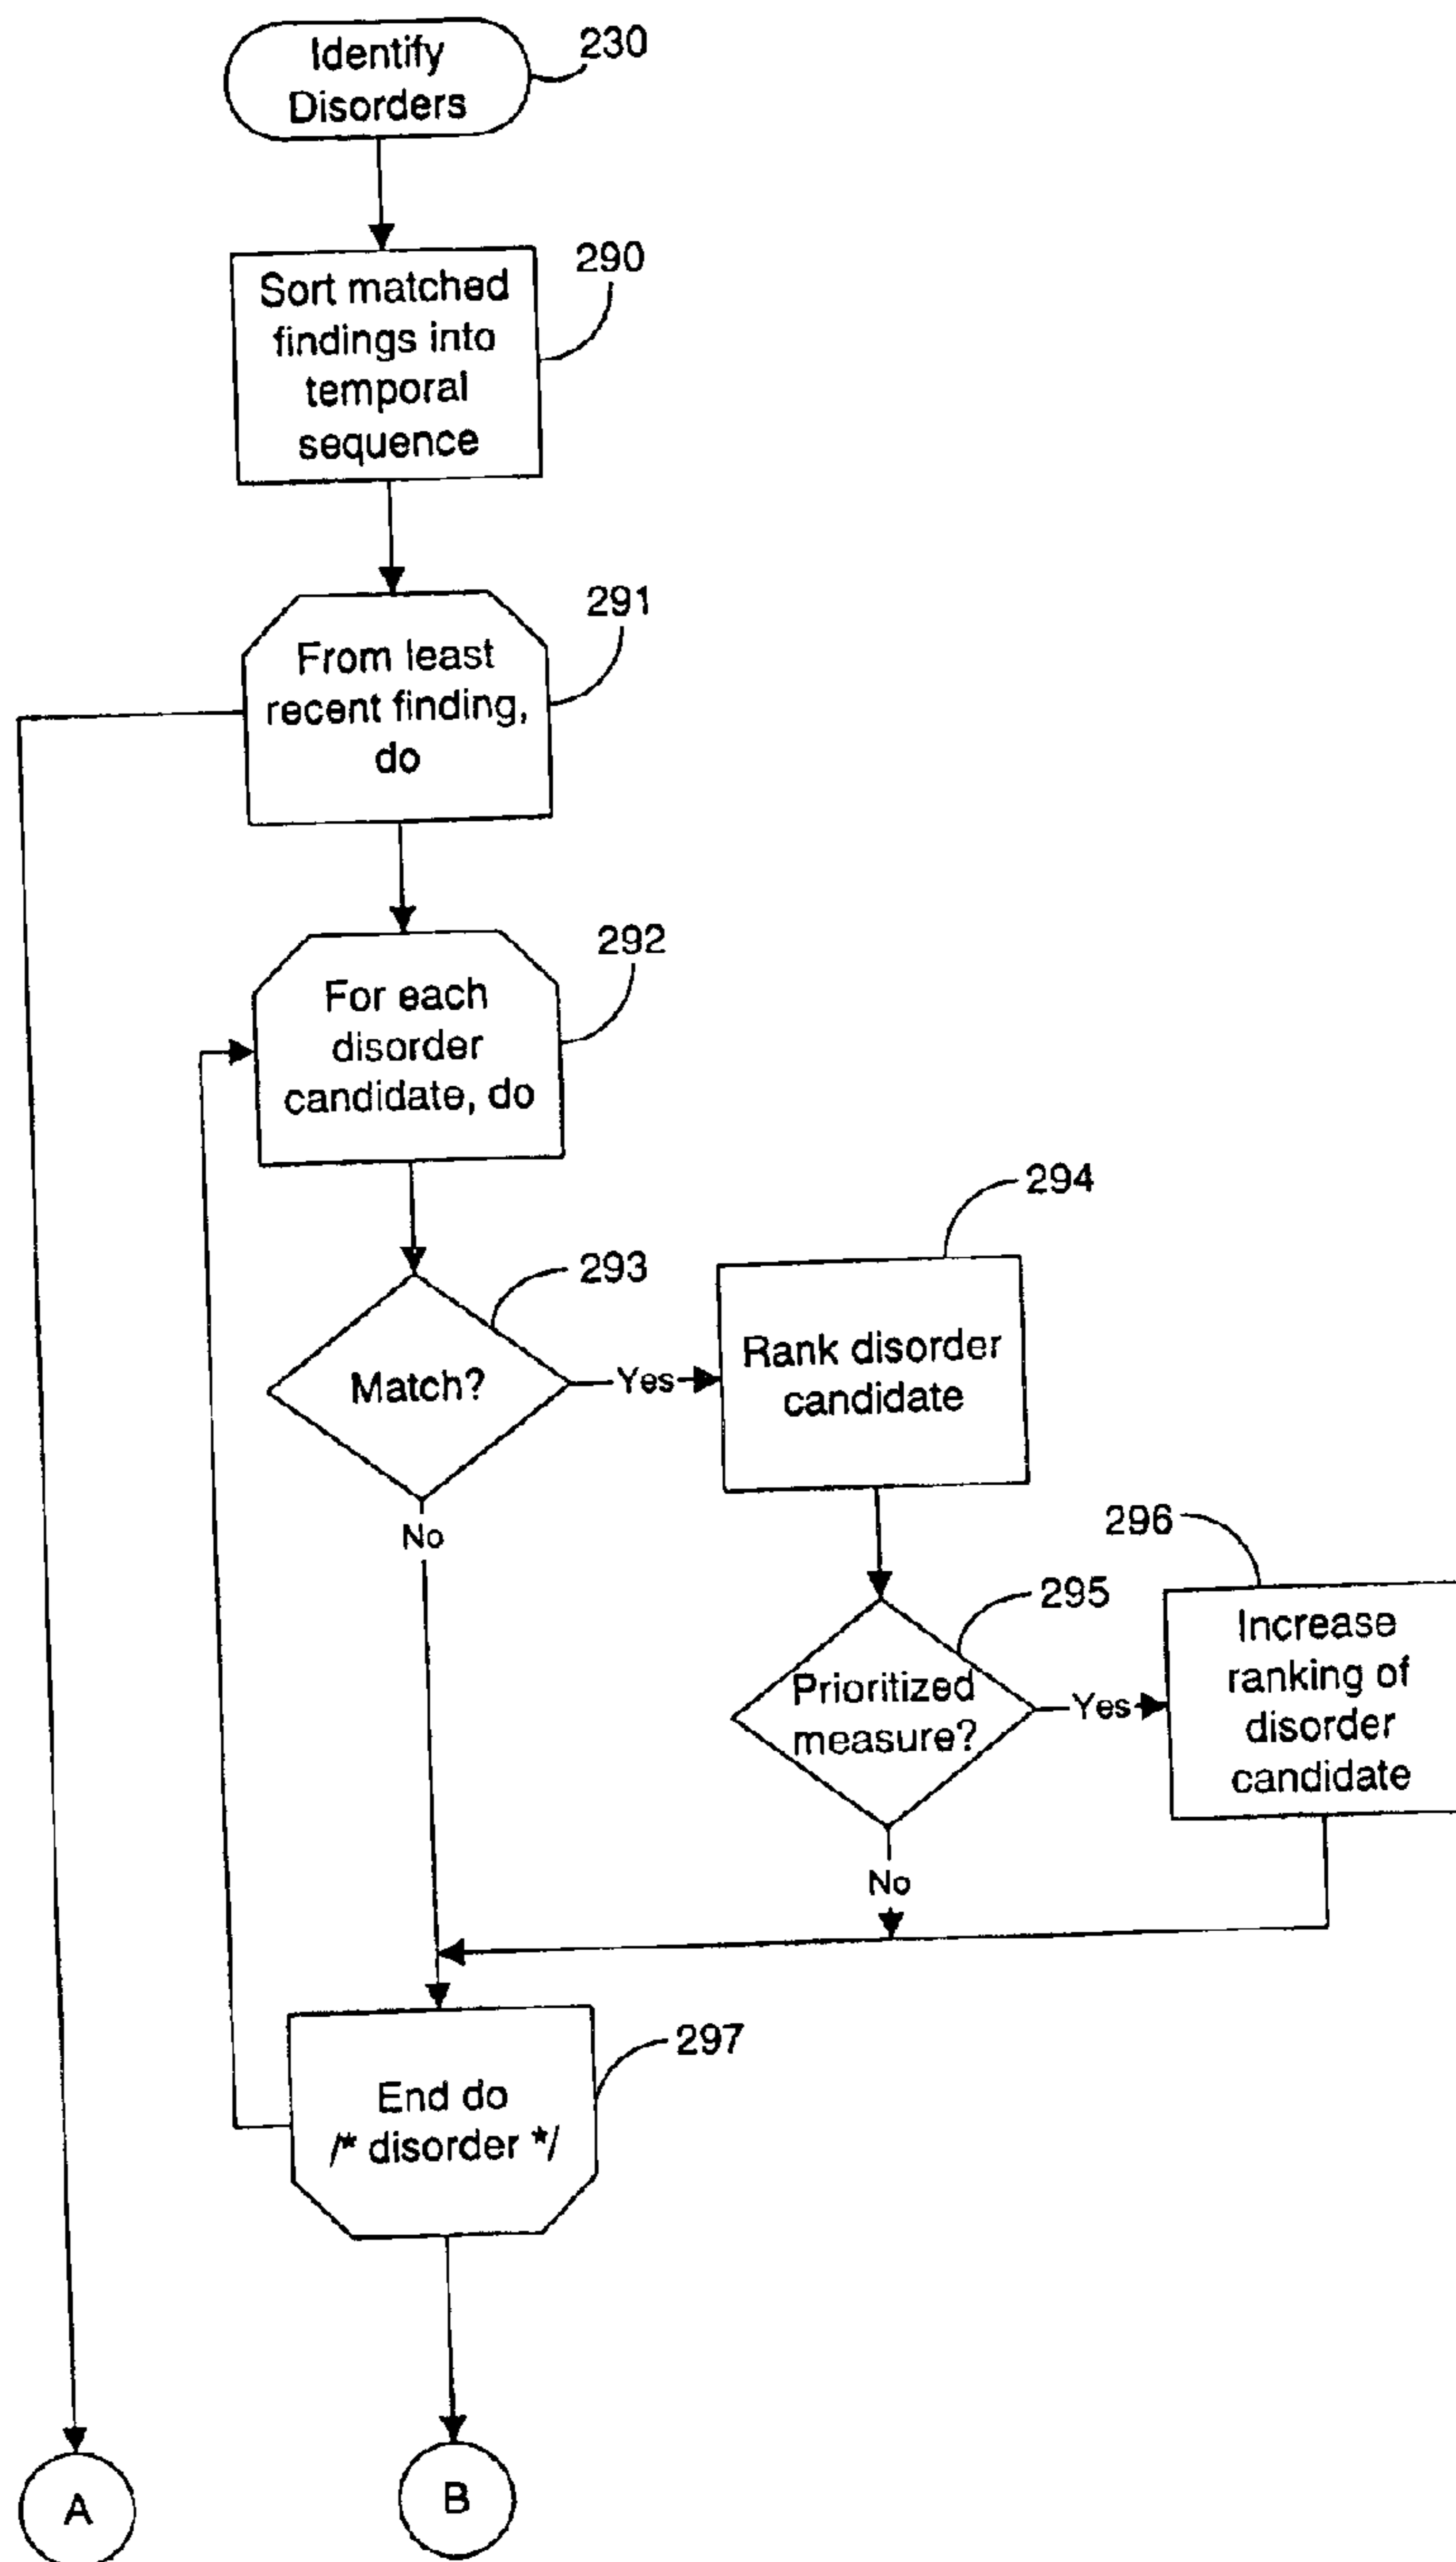 Identify
Disorders
230
Sort matched
findings into
temporal
sequence
290
From least
recent finding,
do
291
For each
disorder
candidate, do
292
Match?
293
Yes
No
Rank disorder
candidate
294
Prioritized
measure?
295
Yes
No
Increase
ranking of
disorder
candidate
296
End do
/* disorder */
297
A
B